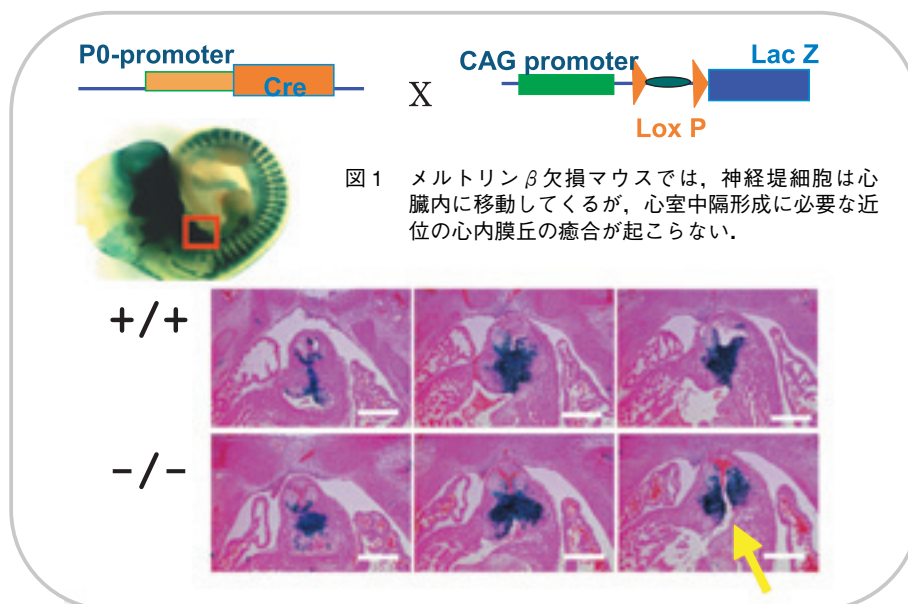 P0-promoter
Cre
X
CAG promoter
Lac Z
Lox P
図1 メルトリンβ欠損マウスでは，神経堤細胞は心
臓内に移動してくるが，心室中隔形成に必要な近
位の心内膜丘の癒合が起こらない．
+/+
-/-